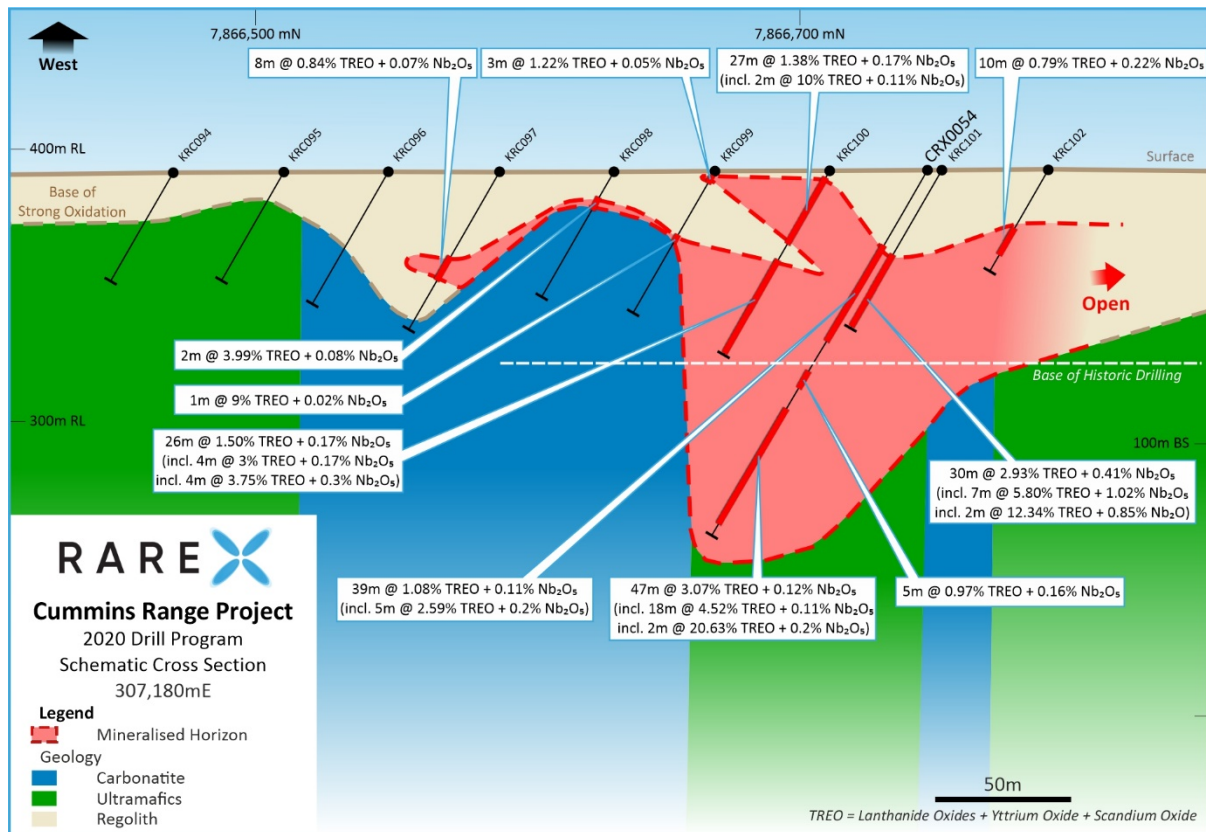 7,866,500 mN
7,866,700 mN
West
8m @ 0.84% TREO + 0.07% Nb₂O₅
3m @ 1.22% TREO + 0.05% Nb₂O₅
27m @ 1.38% TREO + 0.17% Nb₂O₅
(incl. 2m @ 10% TREO + 0.11% Nb₂O₅)
10m @ 0.79% TREO + 0.22% Nb₂O₅
400m RL
KRC094
KRC095
KRC096
KRC097
KRC098
KRC099
KRC100
CRX0054
KRC101
KRC102
Surface
Base of
Strong Oxidation
Open
2m @ 3.99% TREO + 0.08% Nb₂O₅
Base of Historic Drilling
1m @ 9% TREO + 0.02% Nb₂O₅
300m RL
26m @ 1.50% TREO + 0.17% Nb₂O₅
(incl. 4m @ 3% TREO + 0.17% Nb₂O₅
incl. 4m @ 3.75% TREO + 0.3% Nb₂O₅)
100m BS
30m @ 2.93% TREO + 0.41% Nb₂O₅
(incl. 7m @ 5.80% TREO + 1.02% Nb₂O₅
incl. 2m @ 12.34% TREO + 0.85% Nb₂O)
39m @ 1.08% TREO + 0.11% Nb₂O₅
(incl. 5m @ 2.59% TREO + 0.2% Nb₂O₅)
47m @ 3.07% TREO + 0.12% Nb₂O₅
(incl. 18m @ 4.52% TREO + 0.11% Nb₂O₅
incl. 2m @ 20.63% TREO + 0.2% Nb₂O₅)
5m @ 0.97% TREO + 0.16% Nb₂O₅
RAREX
Cummins Range Project
2020 Drill Program
Schematic Cross Section
307,180mE
Legend
Mineralised Horizon
Geology
Carbonatite
Ultramafics
Regolith
50m
TREO = Lanthanide Oxides + Yttrium Oxide + Scandium Oxide